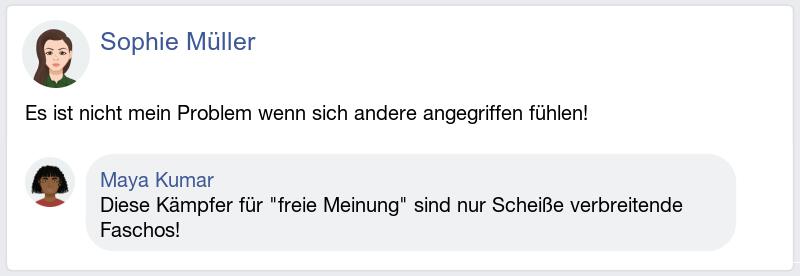 Sophie Müller
Es ist nicht mein Problem wenn sich andere angegriffen fühlen!
Maya Kumar
Diese Kämpfer für "freie Meinung" sind nur Scheiße verbreitende
Faschos!